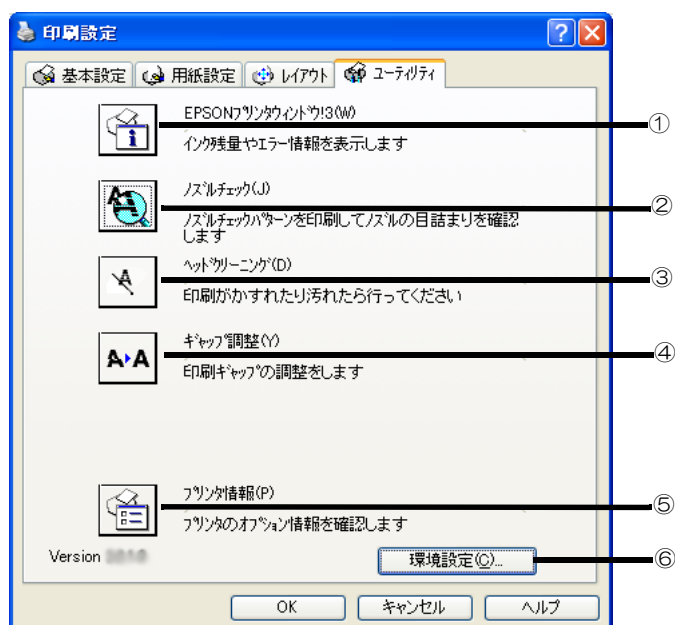 印刷設定
基本設定 用紙設定 レイアウト ユーティリティ
EPSONプリンタウィンドウ!3(W)
①
インク残量やエラー情報を表示します
ノズルチェック(J)
②
ノズルチェックパターンを印刷してノズルの目詰まりを確認
します
ヘッドクリーニング(D)
③
印刷がかすれたり汚れたら行ってください
ギャップ調整(Y)
④
印刷ギャップの調整をします
プリンタ情報(P)
⑤
プリンタのオプション情報を確認します
Version
環境設定(C)...
⑥
OK キャンセル ヘルプ